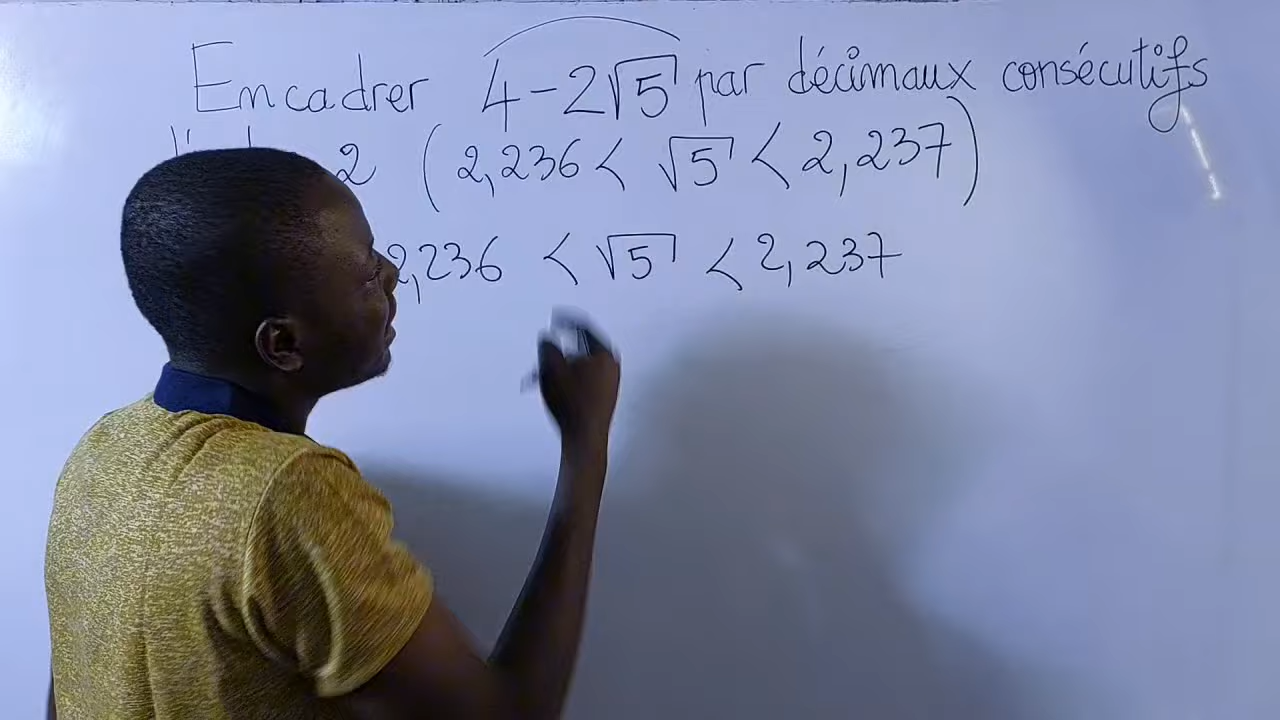 Encadrer 4-2√5 par décimaux consécutifs
2 (2,236 < √5 < 2,237)
2,236 < √5 < 2,237